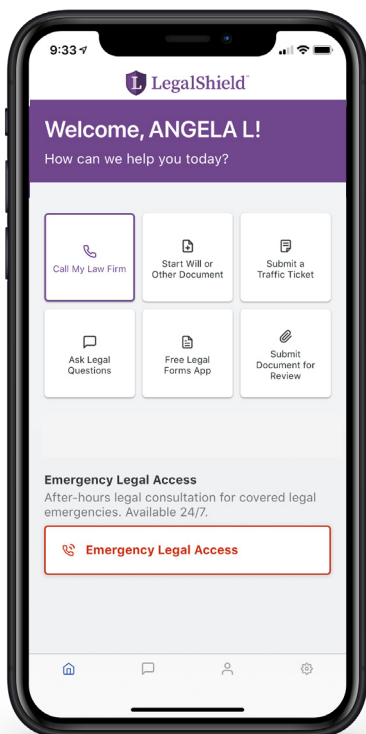 9:33
LegalShield
Welcome, ANGELA L!
How can we help you today?
Call My Law Firm
Start Will or
Other Document
Submit a
Traffic Ticket
Ask Legal
Questions
Free Legal
Forms App
Submit
Document for
Review
Emergency Legal Access
After-hours legal consultation for covered legal
emergencies. Available 24/7.
Emergency Legal Access